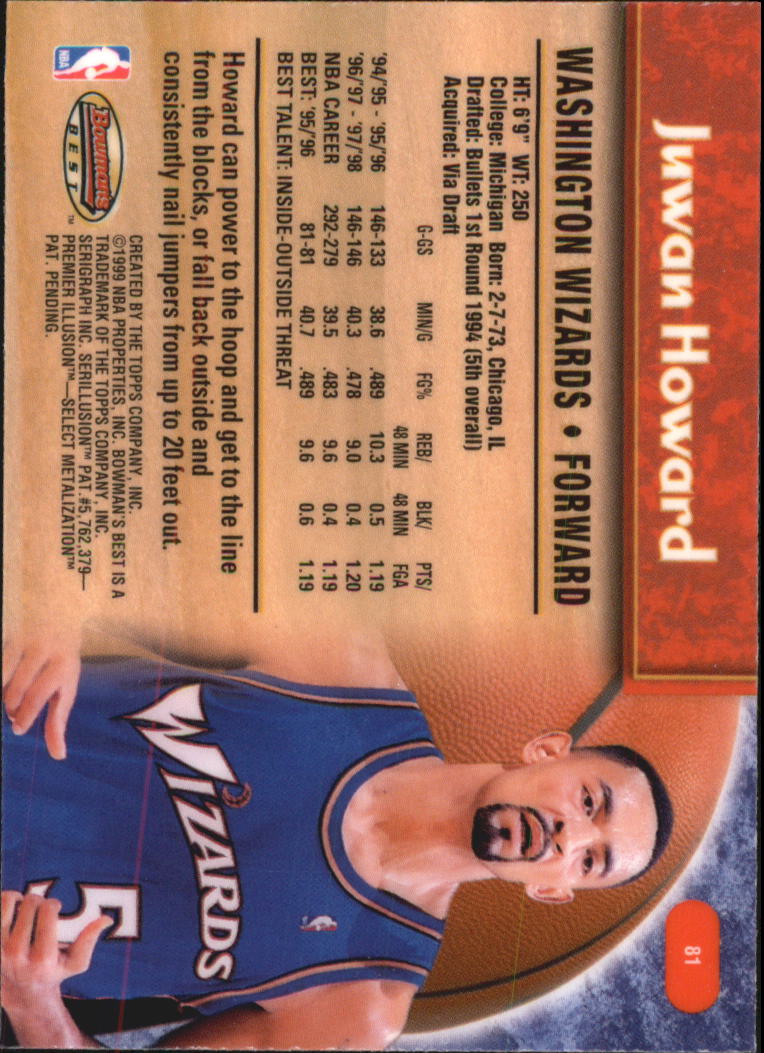 Juwan Howard
81
WASHINGTON WIZARDS • FORWARD
HT: 6'9" WT: 250
College: Michigan Born: 2-7-73, Chicago, IL
Drafted: Bullets 1st Round 1994 (5th overall)
Acquired: Via Draft
G-GS MIN/G FG% REB/ BLK/ PTS/
48 MIN 48 MIN FGA
'94/'95 - '95/'96 146-133 38.6 .489 10.3 0.5 1.19
'96/'97 - '97/'98 146-146 40.3 .478 9.0 0.4 1.20
NBA CAREER 292-279 39.5 .483 9.6 0.4 1.19
BEST: '95/'96 81-81 40.7 .489 9.6 0.6 1.19
BEST TALENT: INSIDE-OUTSIDE THREAT
Howard can power to the hoop and get to the line
from the blocks, or fall back outside and
consistently nail jumpers from up to 20 feet out.
NBA
Bowman's
BEST™
CREATED BY THE TOPPS COMPANY, INC.
©1999 NBA PROPERTIES, INC. BOWMAN'S BEST IS A
TRADEMARK OF THE TOPPS COMPANY, INC.
SERIGRAPH INC. SERILLUSION™ PAT.#5,762,379—
PREMIER ILLUSION™—SELECT METALIZATION™
PAT. PENDING.
WIZARDS
5